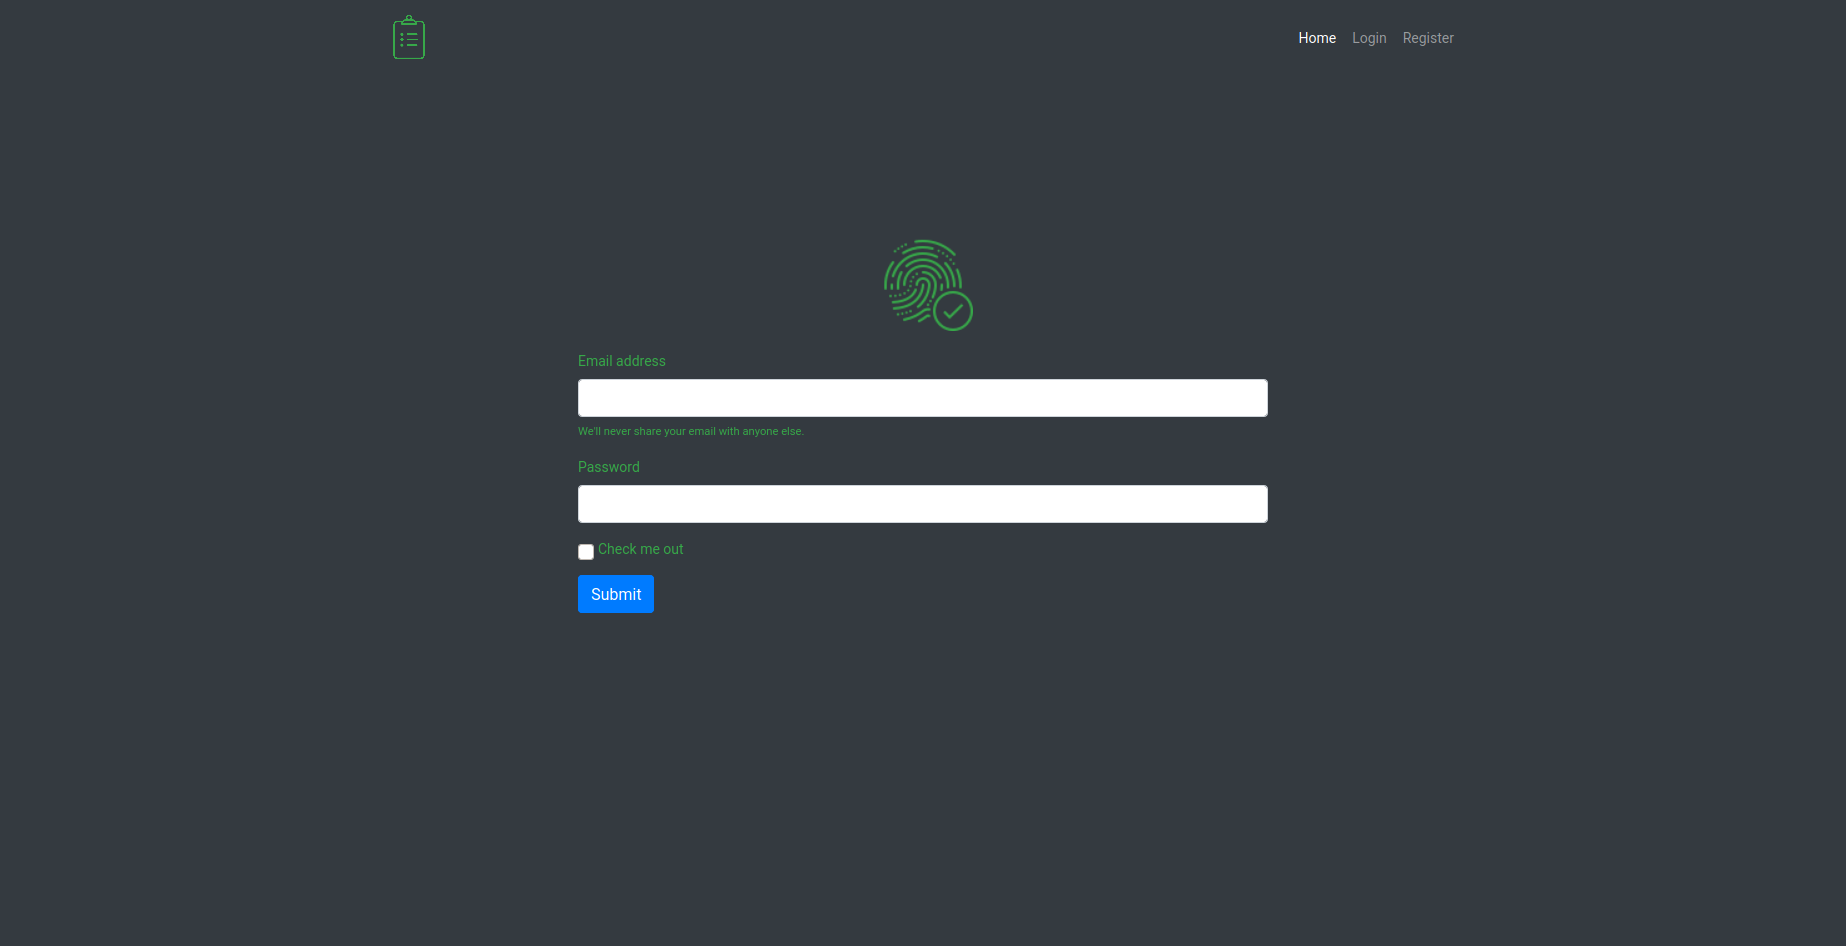 Home Login Register
Email address
We'll never share your email with anyone else.
Password
Check me out
Submit